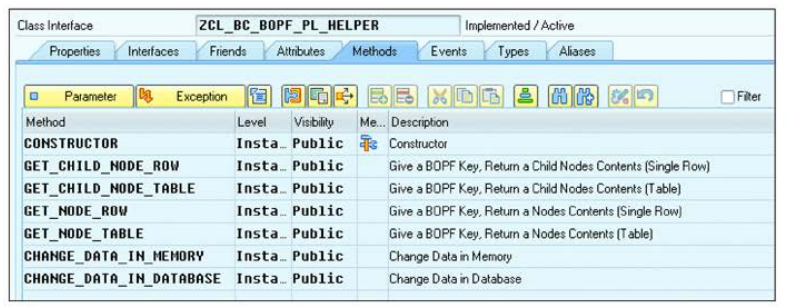 Class Interface ZCL_BC_BOPF_PL_HELPER Implemented / Active
Properties Interfaces Friends Attributes Methods Events Types Aliases
Parameter Exception Filter
Method Level Visibility Me... Description
CONSTRUCTOR Insta… Public Constructor
GET_CHILD_NODE_ROW Insta… Public Give a BOPF Key, Return a Child Nodes Contents (Single Row)
GET_CHILD_NODE_TABLE Insta… Public Give a BOPF Key, Return a Child Nodes Contents (Table)
GET_NODE_ROW Insta… Public Give a BOPF Key, Return a Nodes Contents (Single Row)
GET_NODE_TABLE Insta… Public Give a BOPF Key, Return a Nodes Contents (Table)
CHANGE_DATA_IN_MEMORY Insta… Public Change Data in Memory
CHANGE_DATA_IN_DATABASE Insta… Public Change Data in Database